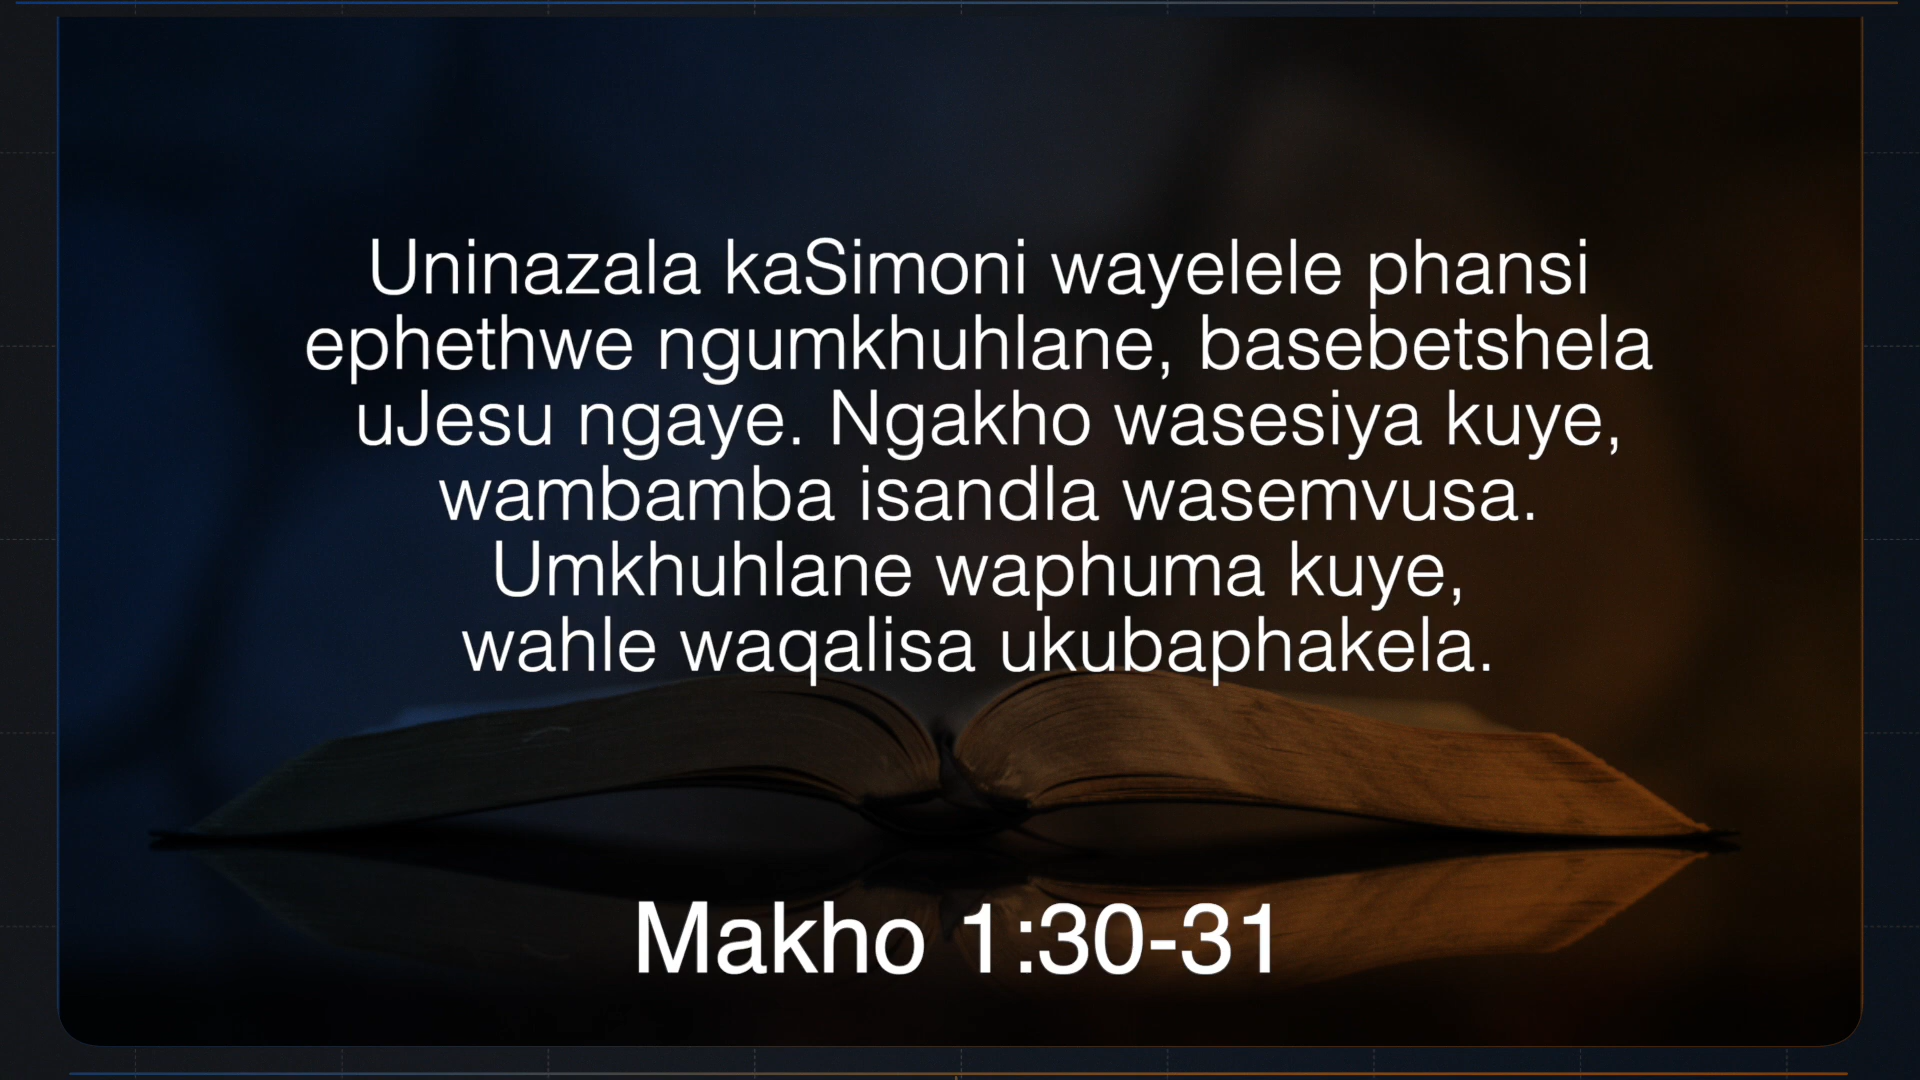 Uninazala kaSimoni wayelele phansi
ephethwe ngumkhuhlane, basebetshela
uJesu ngaye. Ngakho wasesiya kuye,
wambamba isandla wasemvusa.
Umkhuhlane waphuma kuye,
wahle waqalisa ukubaphakela.
Makho 1:30-31